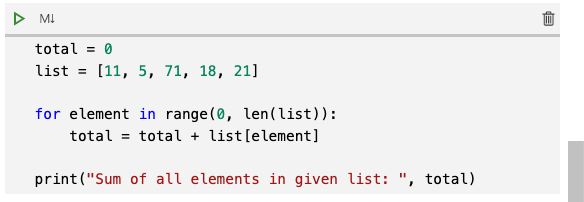 M↓
total = 0
list = [11, 5, 71, 18, 21]
for element in range(0, len(list)):
    total = total + list[element]
print("Sum of all elements in given list: ", total)